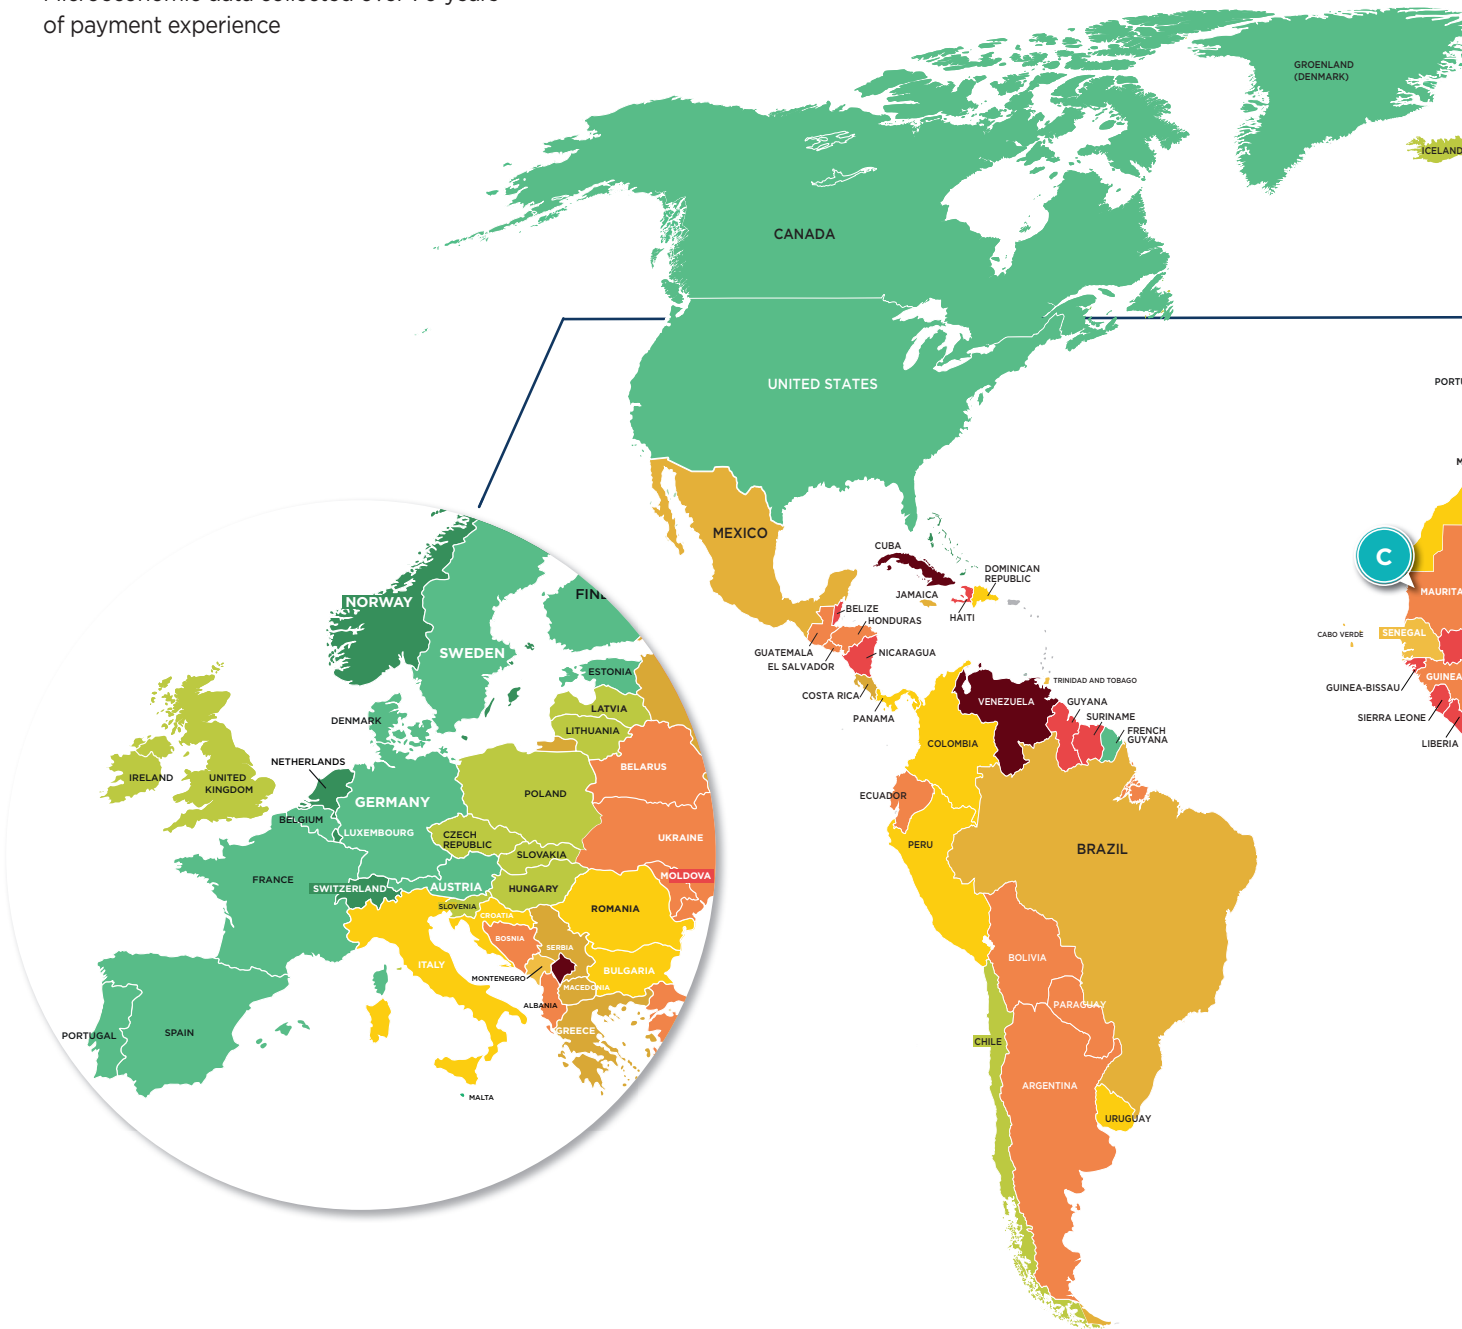 of payment experience
GROENLAND
(DENMARK)
ICELAND
CANADA
UNITED STATES
MEXICO
CUBA
DOMINICAN
REPUBLIC
JAMAICA
HAITI
BELIZE
HONDURAS
GUATEMALA
EL SALVADOR
NICARAGUA
COSTA RICA
PANAMA
TRINIDAD AND TOBAGO
VENEZUELA
GUYANA
SURINAME
FRENCH
GUYANA
COLOMBIA
ECUADOR
PERU
BRAZIL
BOLIVIA
PARAGUAY
CHILE
ARGENTINA
URUGUAY
C
CABO VERDE
SENEGAL
GUINEA-BISSAU
GUINEA
SIERRA LEONE
LIBERIA
NORWAY
SWEDEN
ESTONIA
LATVIA
LITHUANIA
DENMARK
BELARUS
NETHERLANDS
IRELAND
UNITED
KINGDOM
GERMANY
POLAND
BELGIUM
LUXEMBOURG
CZECH
REPUBLIC
UKRAINE
SLOVAKIA
FRANCE
SWITZERLAND
AUSTRIA
HUNGARY
MOLDOVA
SLOVENIA
CROATIA
ROMANIA
BOSNIA
SERBIA
ITALY
MONTENEGRO
BULGARIA
MACEDONIA
ALBANIA
GREECE
PORTUGAL
SPAIN
MALTA